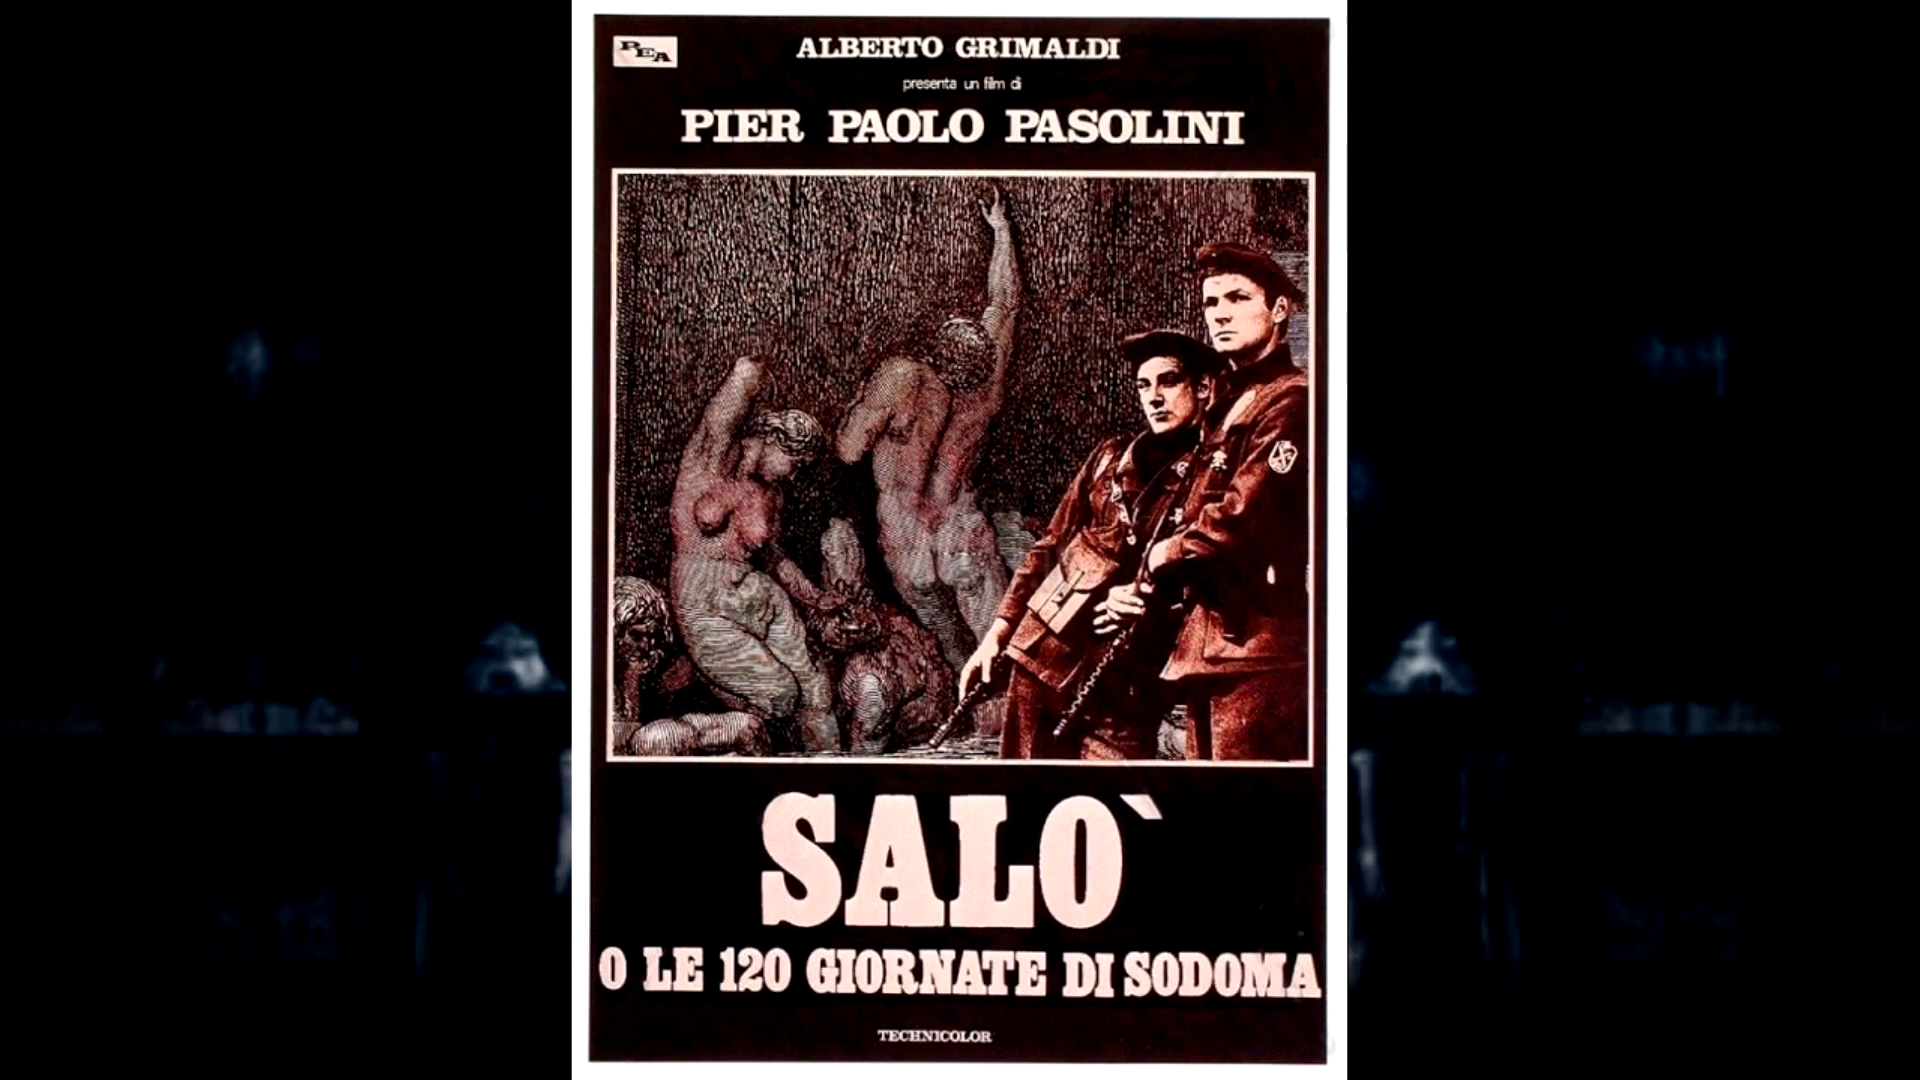 PEA
ALBERTO GRIMALDI
presenta un film di
PIER PAOLO PASOLINI
SALO`
O LE 120 GIORNATE DI SODOMA
TECHNICOLOR